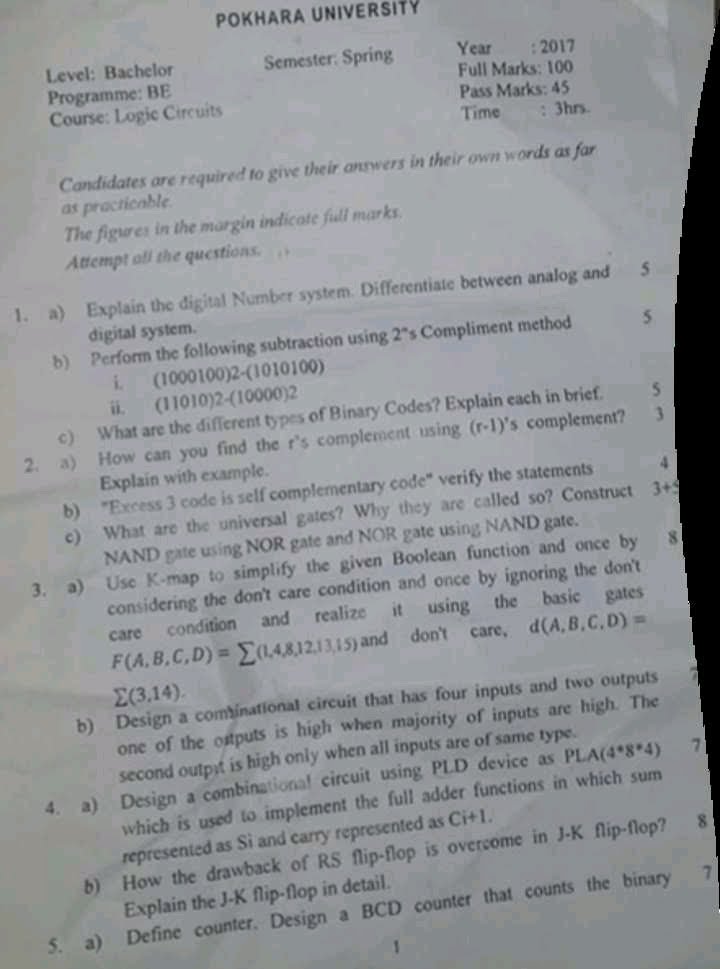 POKHARA UNIVERSITY
Level: Bachelor Semester: Spring Year : 2017
Programme: BE Full Marks: 100
Course: Logic Circuits Pass Marks: 45
Time : 3hrs.
Candidates are required to give their answers in their own words as far
as practicable.
The figures in the margin indicate full marks.
Attempt all the questions.
1. a) Explain the digital Number system. Differentiate between analog and 5
digital system.
b) Perform the following subtraction using 2"s Compliment method 5
i. (1000100)2-(1010100)
ii. (11010)2-(10000)2
c) What are the different types of Binary Codes? Explain each in brief. 5
2. a) How can you find the r's complement using (r-1)'s complement? 3
Explain with example.
b) "Excess 3 code is self complementary code" verify the statements 4
c) What are the universal gates? Why they are called so? Construct 3+5
NAND gate using NOR gate and NOR gate using NAND gate.
3. a) Use K-map to simplify the given Boolean function and once by 8
considering the don't care condition and once by ignoring the don't
care condition and realize it using the basic gates
F(A,B,C,D) = ∑(1,4,8,12,13,15) and don't care, d(A,B,C,D) =
∑(3,14).
b) Design a combinational circuit that has four inputs and two outputs 7
one of the outputs is high when majority of inputs are high. The
second output is high only when all inputs are of same type.
4. a) Design a combinational circuit using PLD device as PLA(4*8*4) 7
which is used to implement the full adder functions in which sum
represented as Si and carry represented as Ci+1.
b) How the drawback of RS flip-flop is overcome in J-K flip-flop? 8
Explain the J-K flip-flop in detail.
5. a) Define counter. Design a BCD counter that counts the binary 7
1